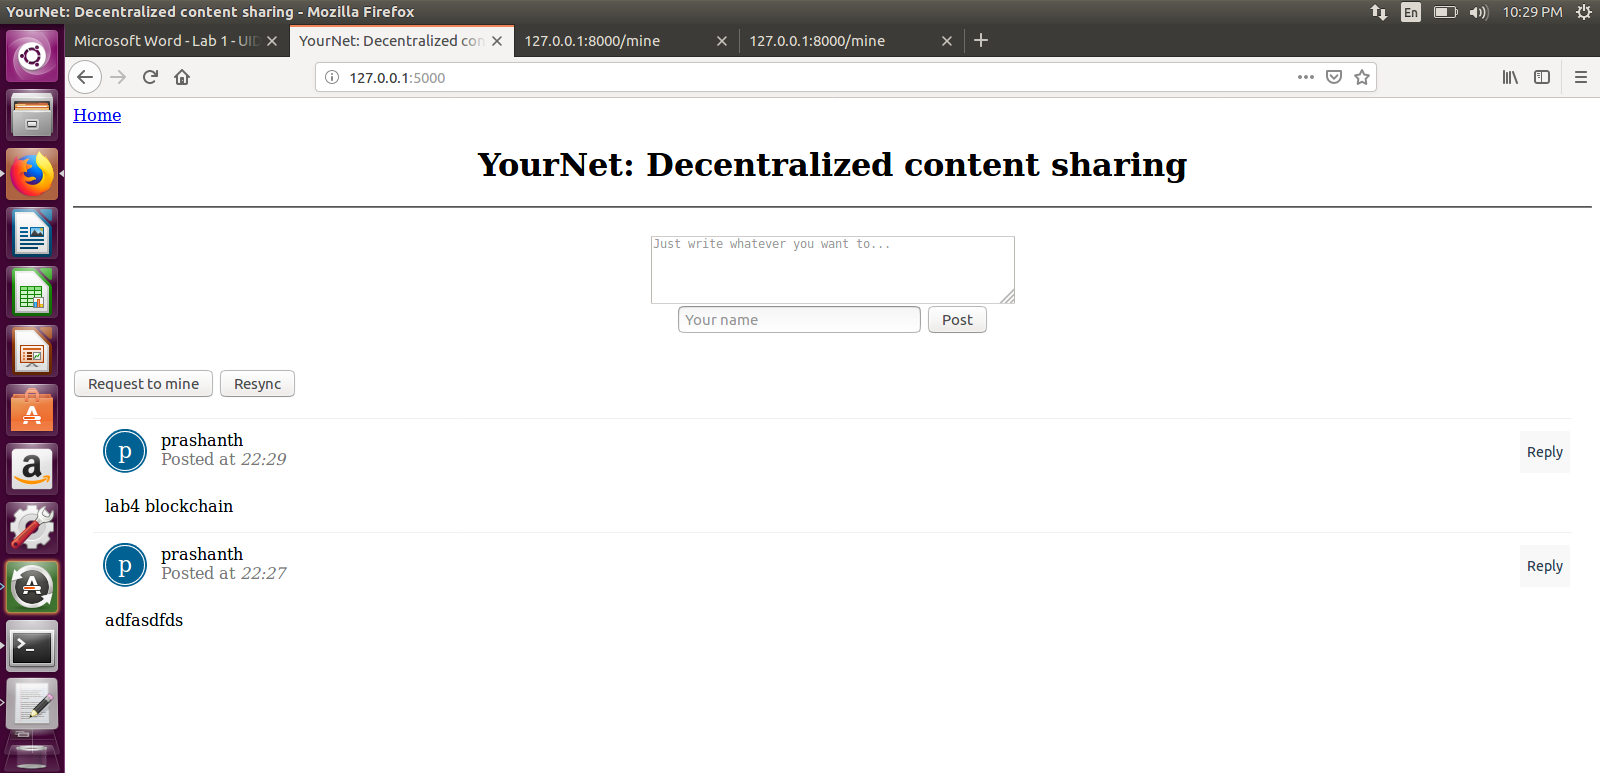 YourNet: Decentralized content sharing - Mozilla Firefox
En
10:29 PM
Microsoft Word - Lab 1 - UID
YourNet: Decentralized con
127.0.0.1:8000/mine
127.0.0.1:8000/mine
127.0.0.1:5000
Home
YourNet: Decentralized content sharing
Just write whatever you want to...
Your name
Post
Request to mine
Resync
p
prashanth
Posted at 22:29
Reply
lab4 blockchain
p
prashanth
Posted at 22:27
Reply
adfasdfds